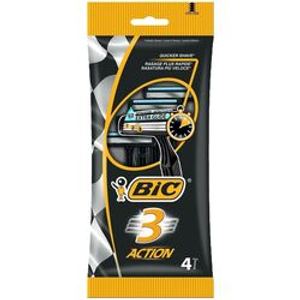 QUICKER SHAVE
RASAGE PLUS RAPIDE
RASATURA PIÙ VELOCE
EXTRA GLIDE
BIC
3
ACTION
4